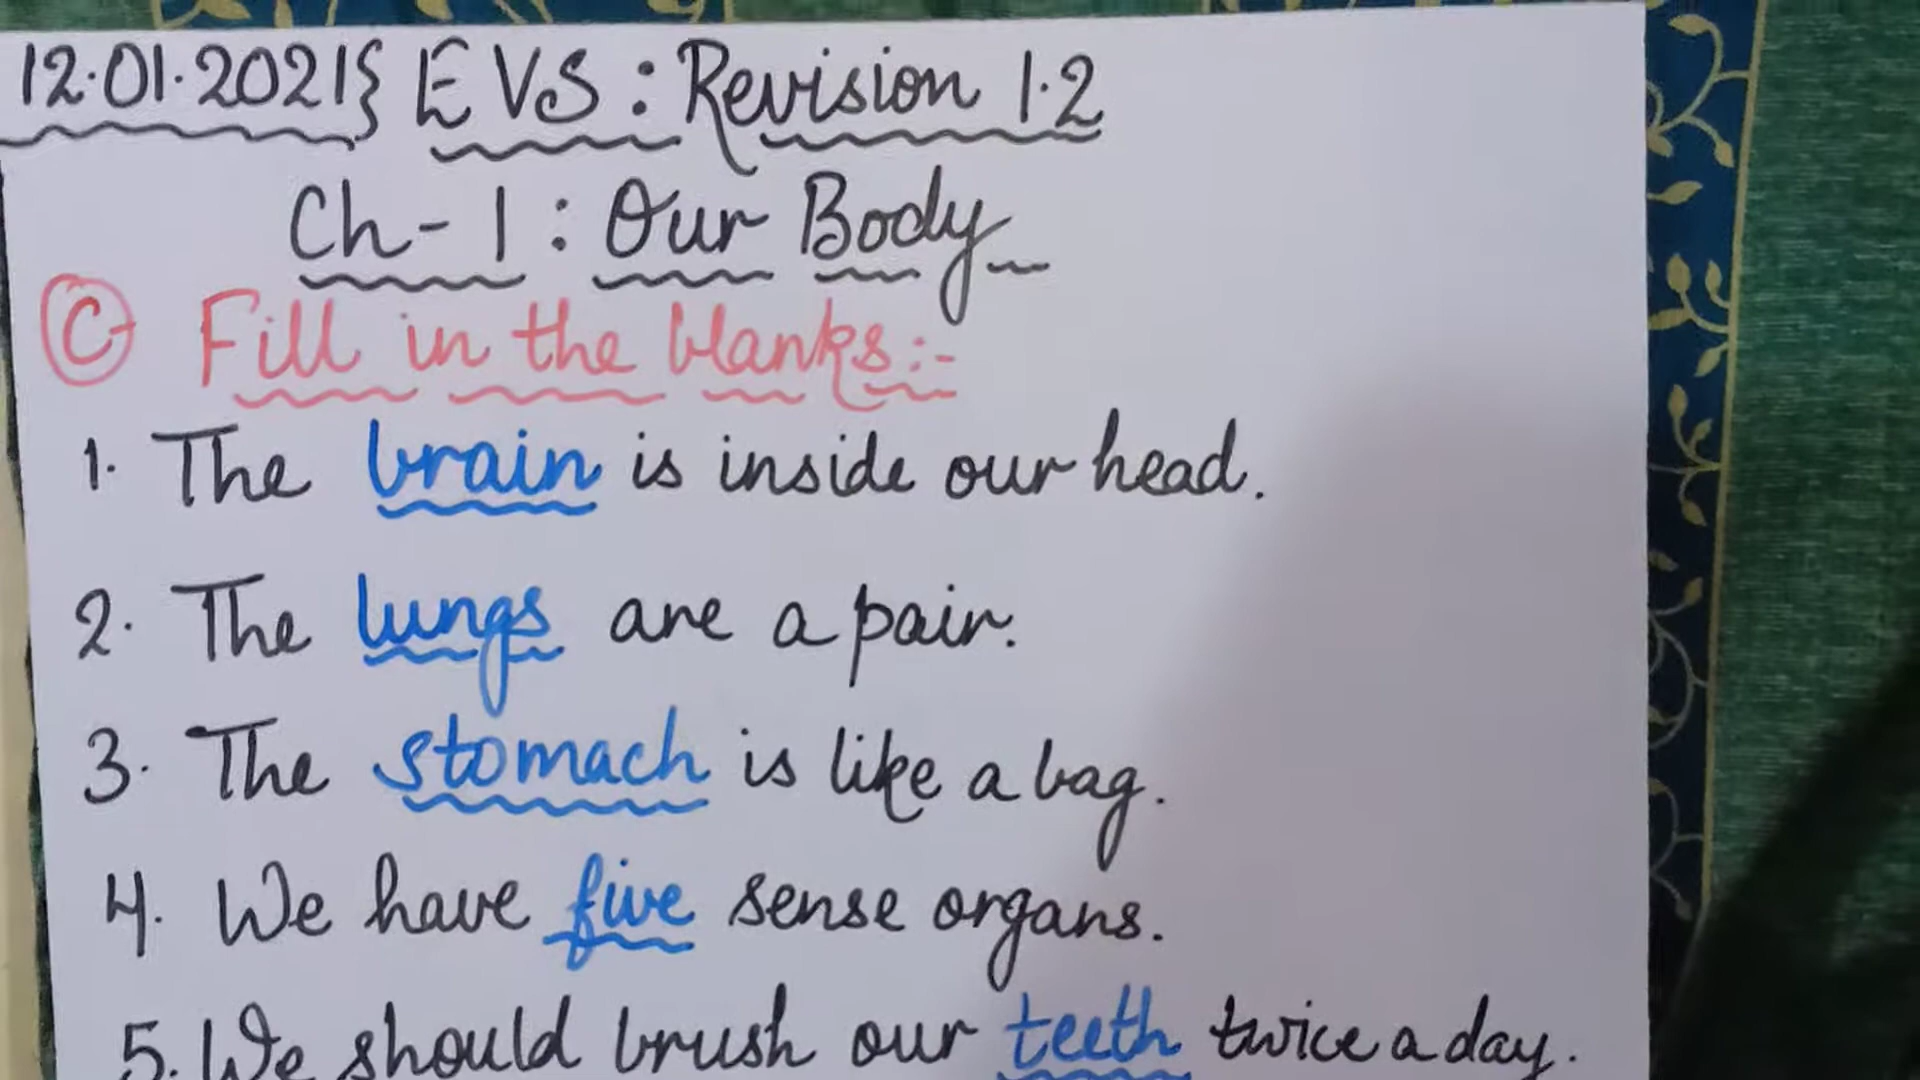 12.01.2021} EVS : Revision 1.2
Ch - 1 : Our Body
C Fill in the blanks :-
1. The brain is inside our head.
2. The lungs are a pair.
3. The stomach is like a bag.
4. We have five sense organs.
5. We should brush our teeth twice a day.